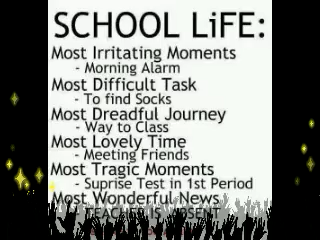 SCHOOL LiFE:
Most Irritating Moments
- Morning Alarm
Most Difficult Task
- To find Socks
Most Dreadful Journey
- Way to Class
Most Lovely Time
- Meeting Friends
Most Tragic Moments
- Suprise Test in 1st Period
Most Wonderful News
- TEACHER IS ABSENT